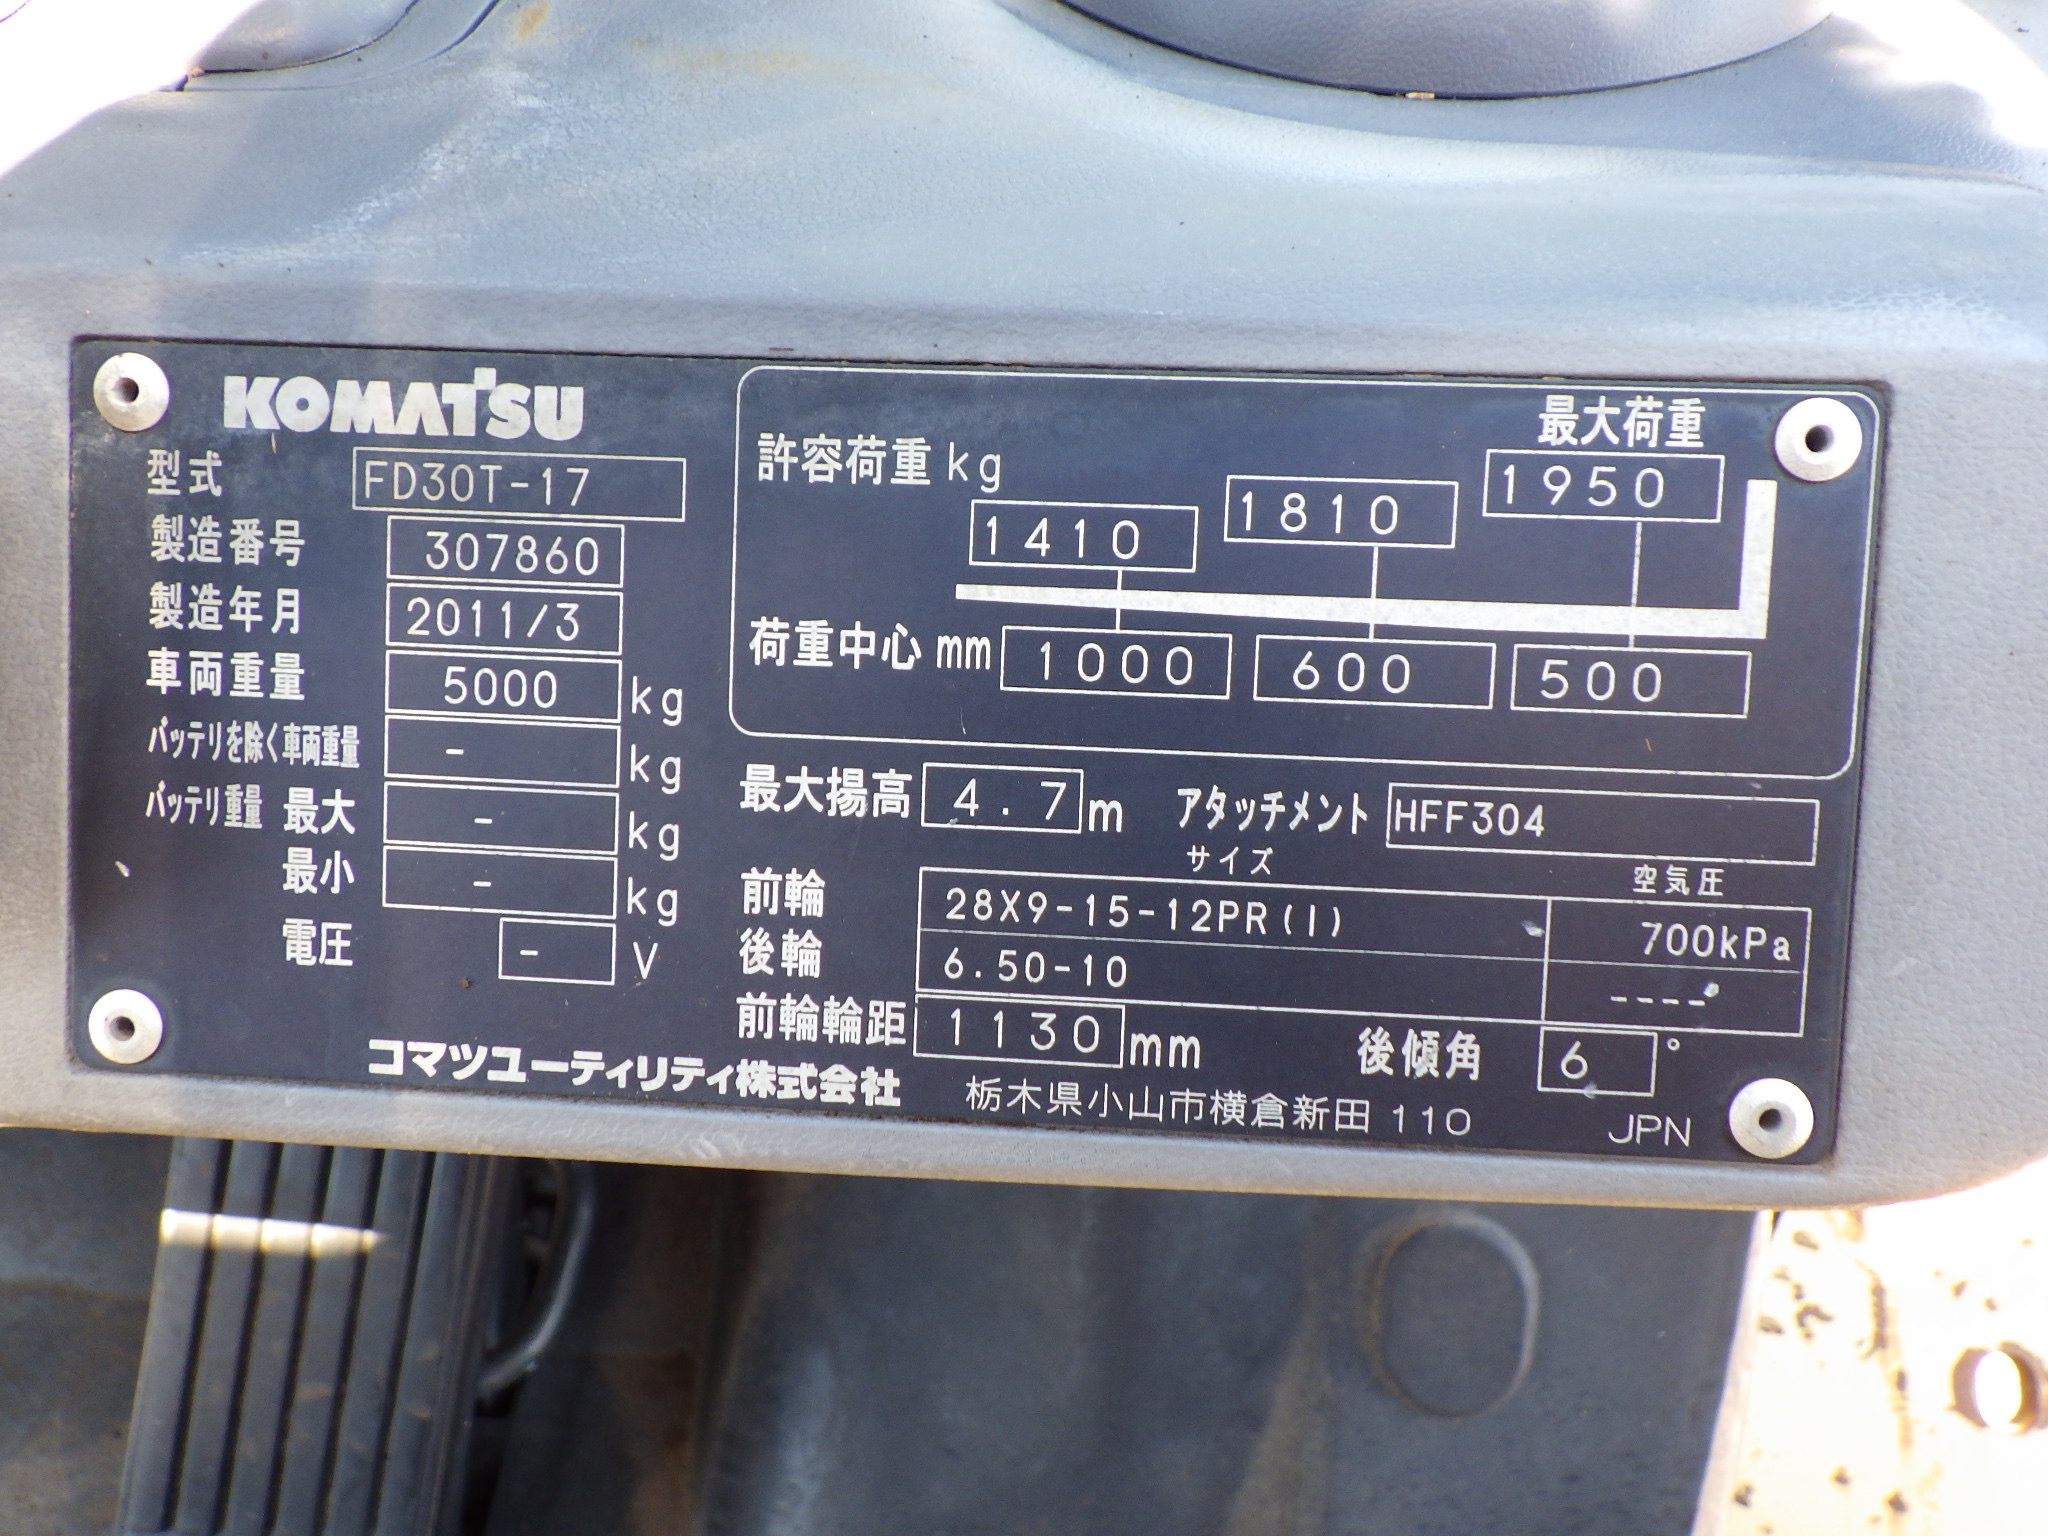 KOMATSU
型式 FD30T-17
製造番号 307860
製造年月 2011/3
車両重量 5000 kg
バッテリを除く車両重量 - kg
バッテリ重量 最大 - kg
最小 - kg
電圧 - V
最大荷重
許容荷重 kg 1410 1810 1950
荷重中心 mm 1000 600 500
最大揚高 4.7 m アタッチメント HFF304
サイズ 空気圧
前輪 28X9-15-12PR(I) 700kPa
後輪 6.50-10 ----
前輪輪距 1130 mm 後傾角 6 °
コマツユーティリティ株式会社 栃木県小山市横倉新田 110 JPN